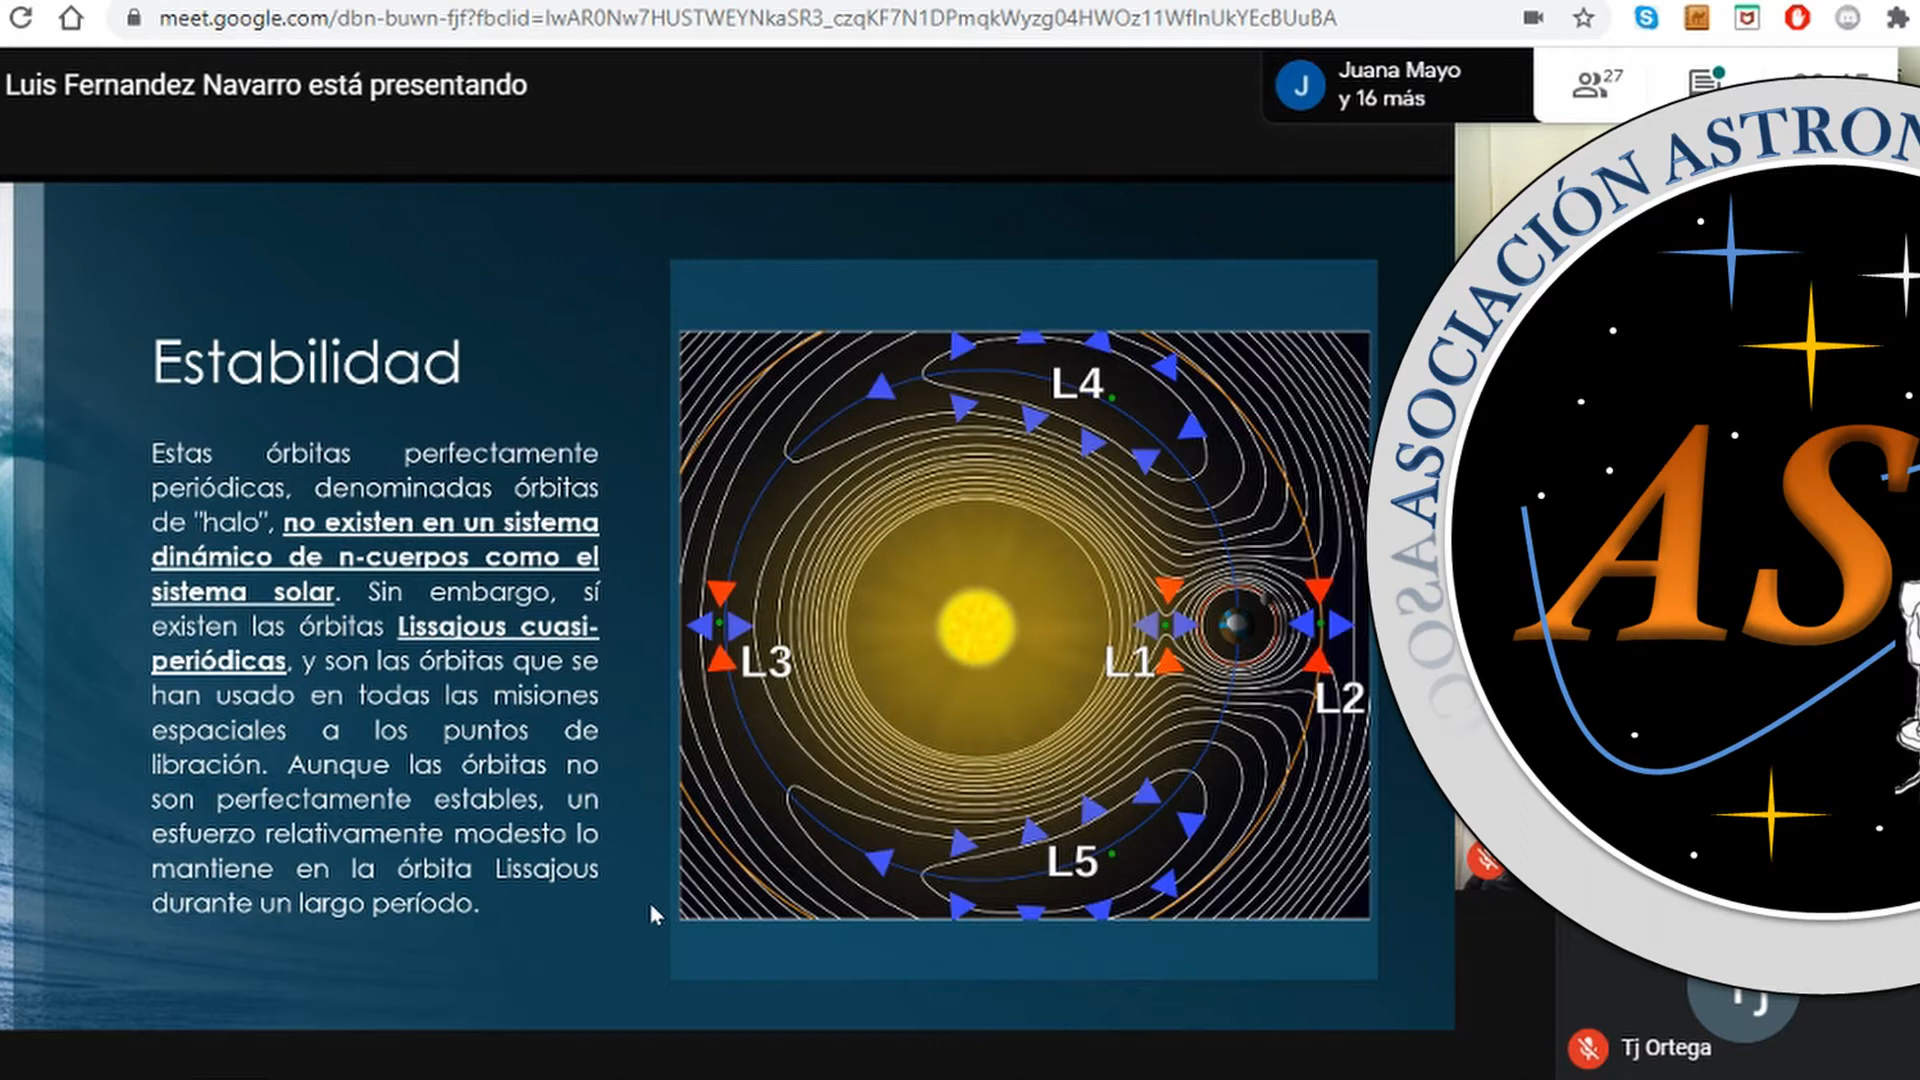 meet.google.com/dbn-buwn-fjf?fbclid=IwAR0Nw7HUSTWEYNkaSR3_czqKF7N1DPmqkWyzg04HWOz11WfInUkYEcBUuBA
Luis Fernandez Navarro está presentando
J
Juana Mayo
y 16 más
27
Estabilidad
Estas órbitas perfectamente
periódicas, denominadas órbitas
de "halo", no existen en un sistema
dinámico de n-cuerpos como el
sistema solar. Sin embargo, sí
existen las órbitas Lissajous cuasi-
periódicas, y son las órbitas que se
han usado en todas las misiones
espaciales a los puntos de
libración. Aunque las órbitas no
son perfectamente estables, un
esfuerzo relativamente modesto lo
mantiene en la órbita Lissajous
durante un largo período.
L4
L3
L1
L2
L5
ASOCIACIÓN ASTRON
AS
Tj Ortega